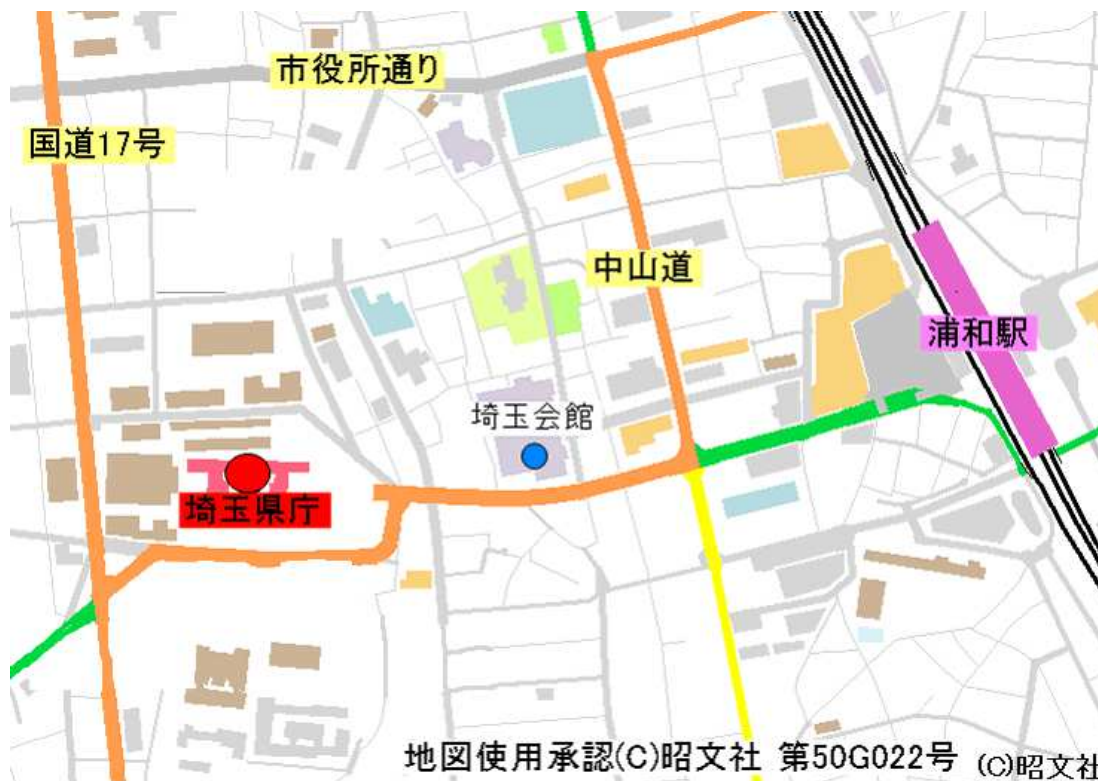 市役所通り
国道17号
中山道
浦和駅
埼玉会館
埼玉県庁
地図使用承認(C)昭文社 第50G022号
(C)昭文社